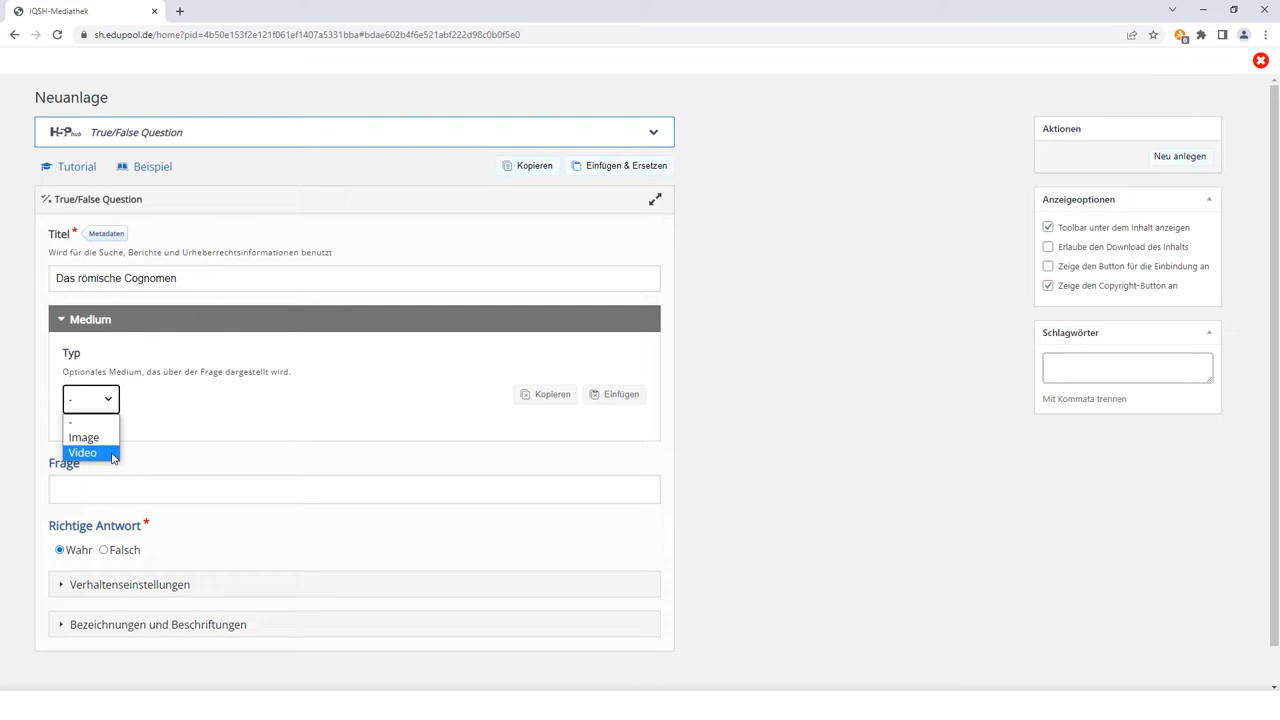 IQSH-Mediathek
sh.edupool.de/home?pid=4b50e153f2e121f061ef1407a5331bba#bdae602b4f6e521abf222d98c0b0f5e0
Neuanlage
H5P hub True/False Question
Tutorial Beispiel Kopieren Einfügen & Ersetzen
True/False Question
Titel* Metadaten
Wird für die Suche, Berichte und Urheberrechtsinformationen benutzt
Das römische Cognomen
Medium
Typ
Optionales Medium, das über der Frage dargestellt wird.
- Kopieren Einfügen
-
Image
Video
Frage
Richtige Antwort*
Wahr Falsch
Verhaltenseinstellungen
Bezeichnungen und Beschriftungen
Aktionen
Neu anlegen
Anzeigeoptionen
Toolbar unter dem Inhalt anzeigen
Erlaube den Download des Inhalts
Zeige den Button für die Einbindung an
Zeige den Copyright-Button an
Schlagwörter
Mit Kommata trennen